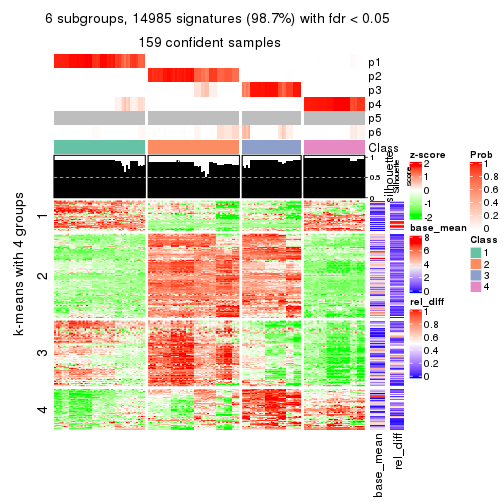 6 subgroups, 14985 signatures (98.7%) with fdr < 0.05
159 confident samples
p1
p2
p3
p4
p5
p6
Class
1
0.5
0
silhouette
Silhouette
k-means with 4 groups
1
2
3
4
base_mean
rel_diff
z-score
2
1
0
-1
-2
base_mean
8
6
4
2
0
rel_diff
1
0.8
0.6
0.4
0.2
0
Prob
1
0.8
0.6
0.4
0.2
0
Class
1
2
3
4